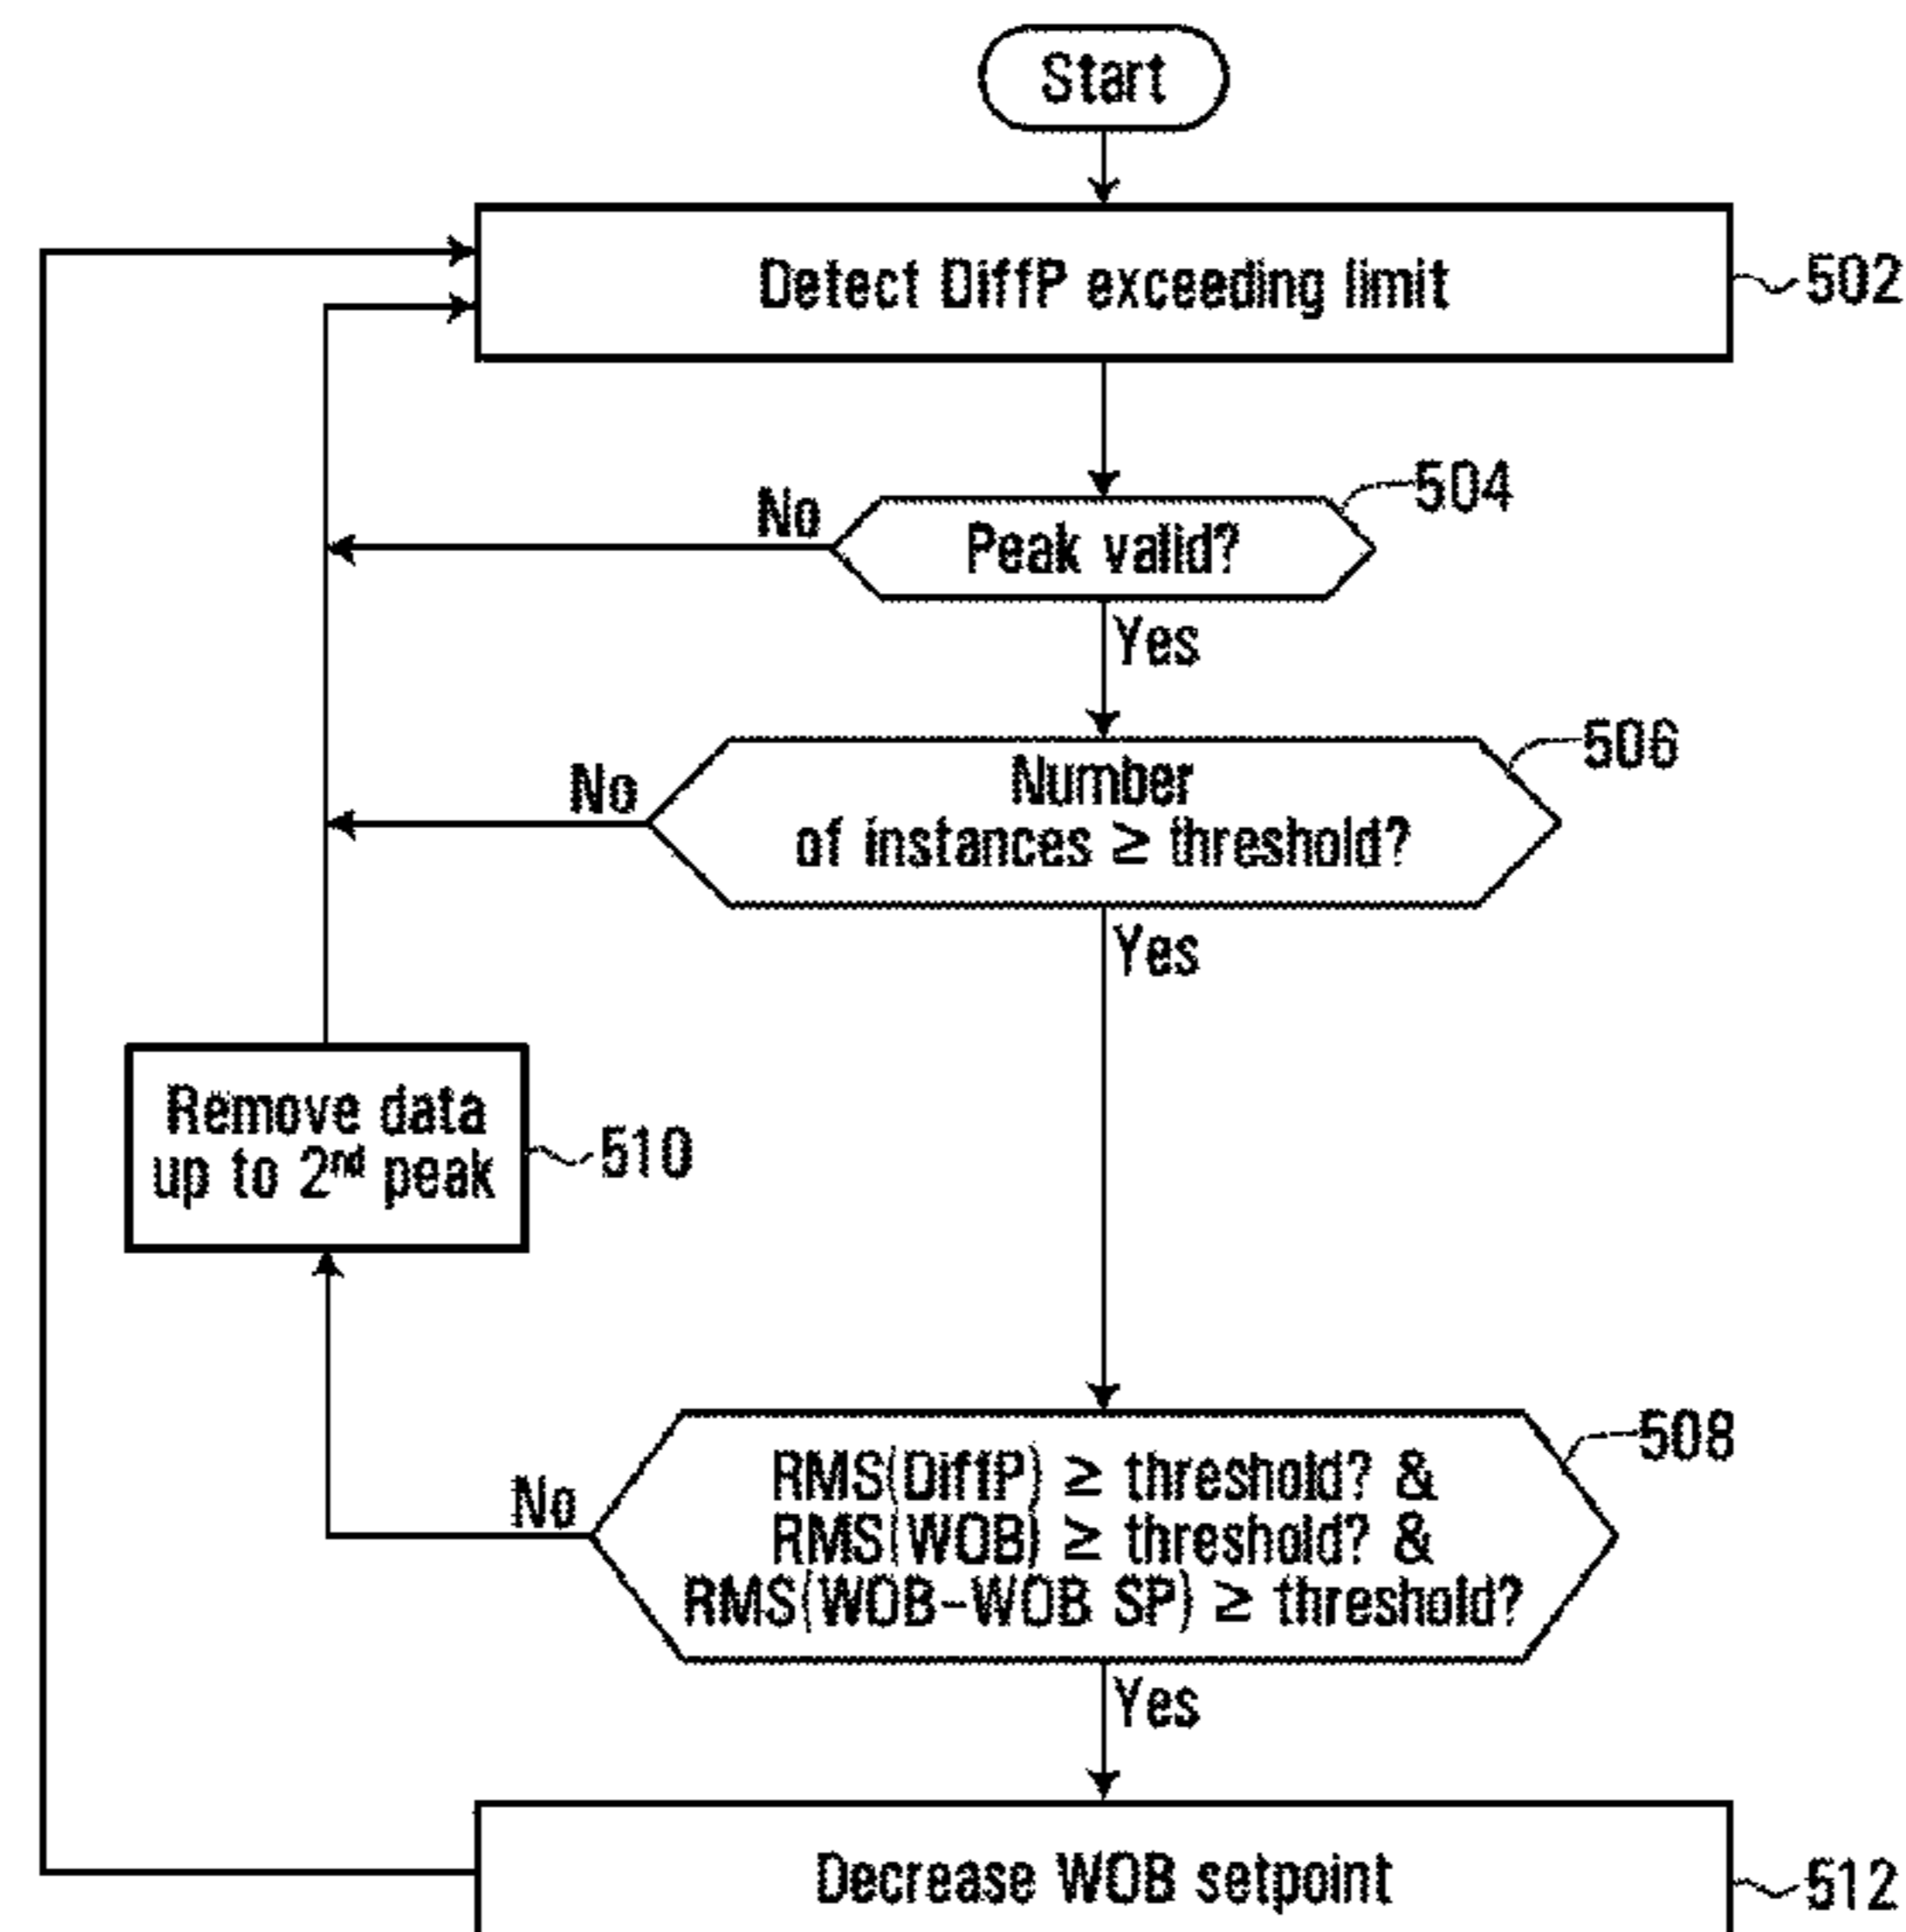 Start
Detect DiffP exceeding limit
502
504
No
Peak valid?
Yes
506
No
Number
of instances ≥ threshold?
Yes
Remove data
up to 2nd peak
510
508
No
RMS(DiffP) ≥ threshold? &
RMS(WOB) ≥ threshold? &
RMS(WOB-WOB SP) ≥ threshold?
Yes
Decrease WOB setpoint
512